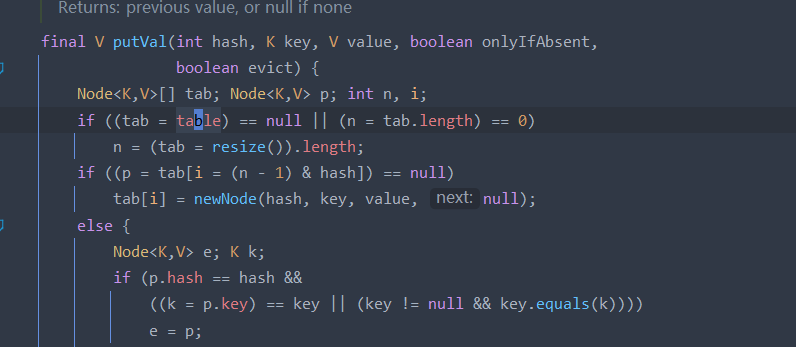 Returns: previous value, or null if none
final V putVal(int hash, K key, V value, boolean onlyIfAbsent,
boolean evict) {
Node<K,V>[] tab; Node<K,V> p; int n, i;
if ((tab = table) == null || (n = tab.length) == 0)
n = (tab = resize()).length;
if ((p = tab[i = (n - 1) & hash]) == null)
tab[i] = newNode(hash, key, value, next: null);
else {
Node<K,V> e; K k;
if (p.hash == hash &&
((k = p.key) == key || (key != null && key.equals(k))))
e = p;